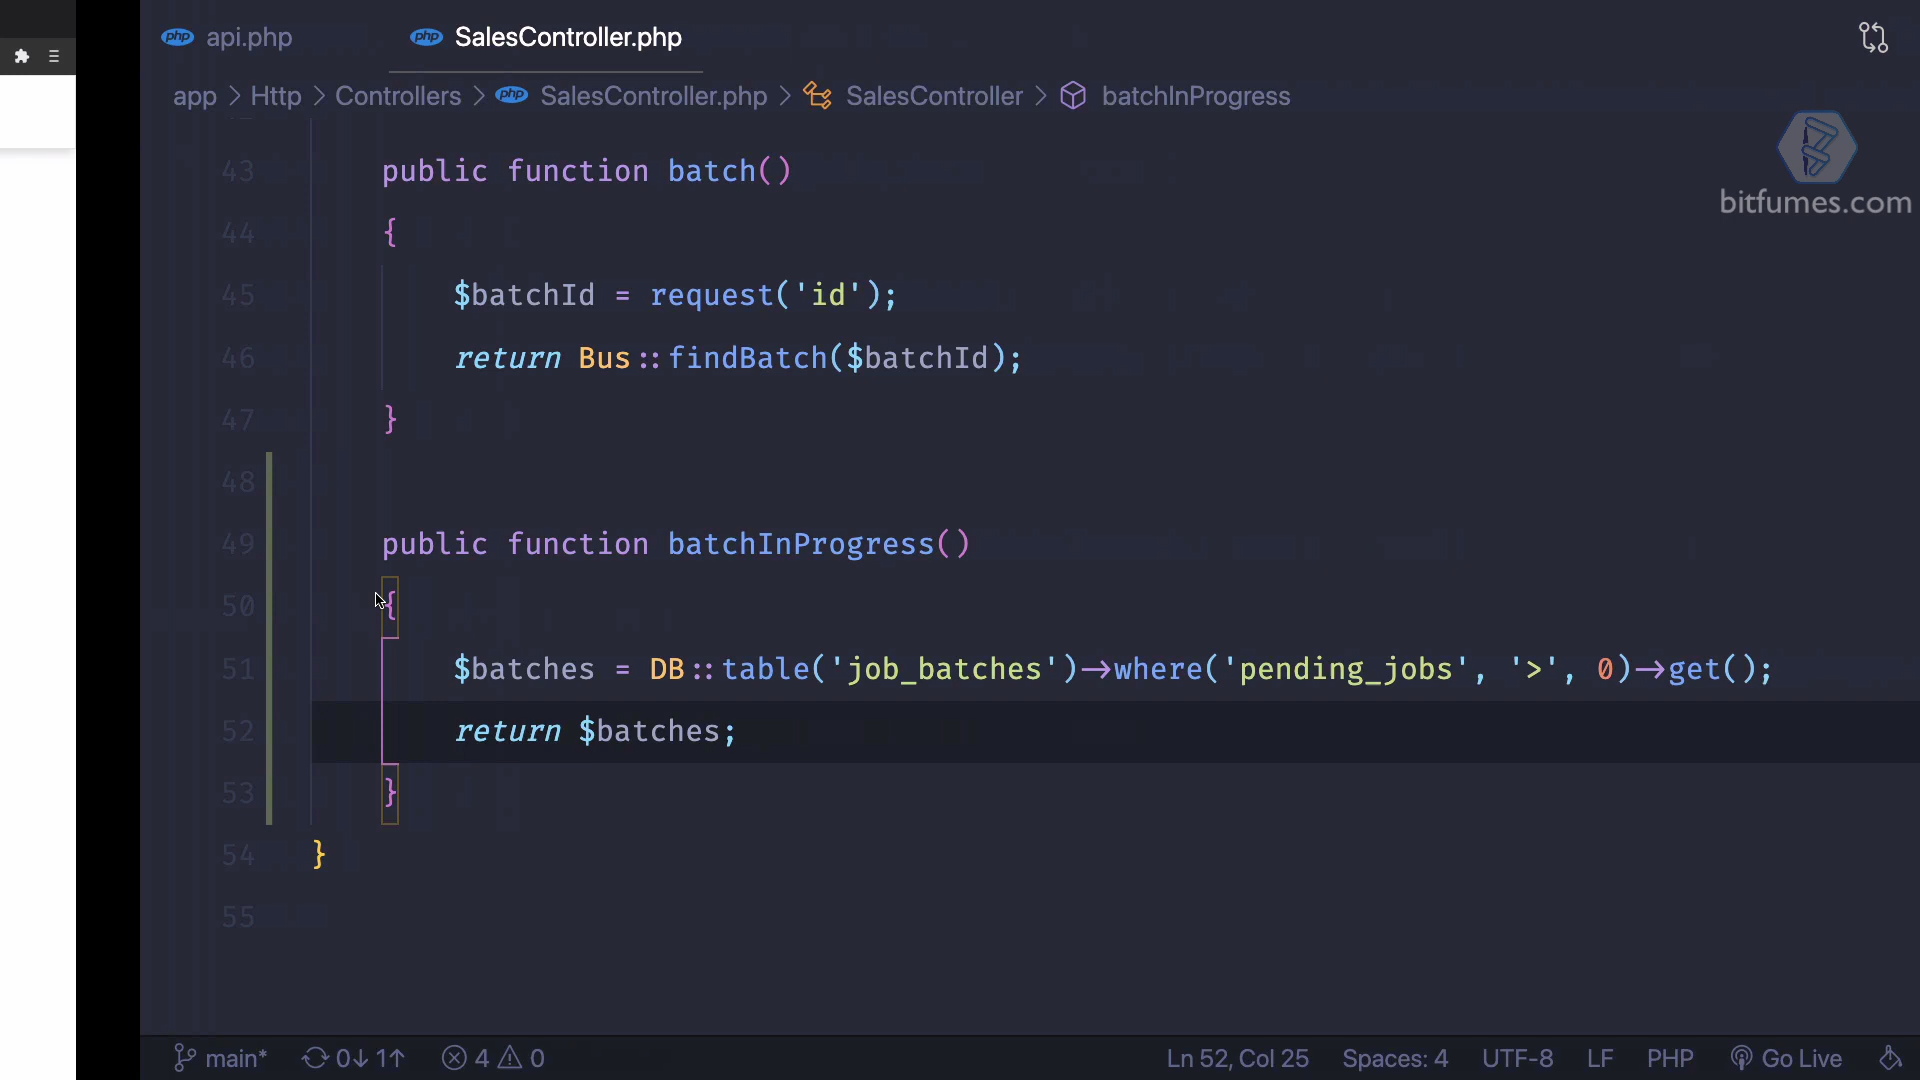 api.php
SalesController.php
app > Http > Controllers > SalesController.php > SalesController > batchInProgress
bitfumes.com
43 public function batch()
44 {
45 $batchId = request('id');
46 return Bus::findBatch($batchId);
47 }
48
49 public function batchInProgress()
50 {
51 $batches = DB::table('job_batches')->where('pending_jobs', '>', 0)->get();
52 return $batches;
53 }
54 }
55
main* 0↓ 1↑ 4 0 Ln 52, Col 25 Spaces: 4 UTF-8 LF PHP Go Live